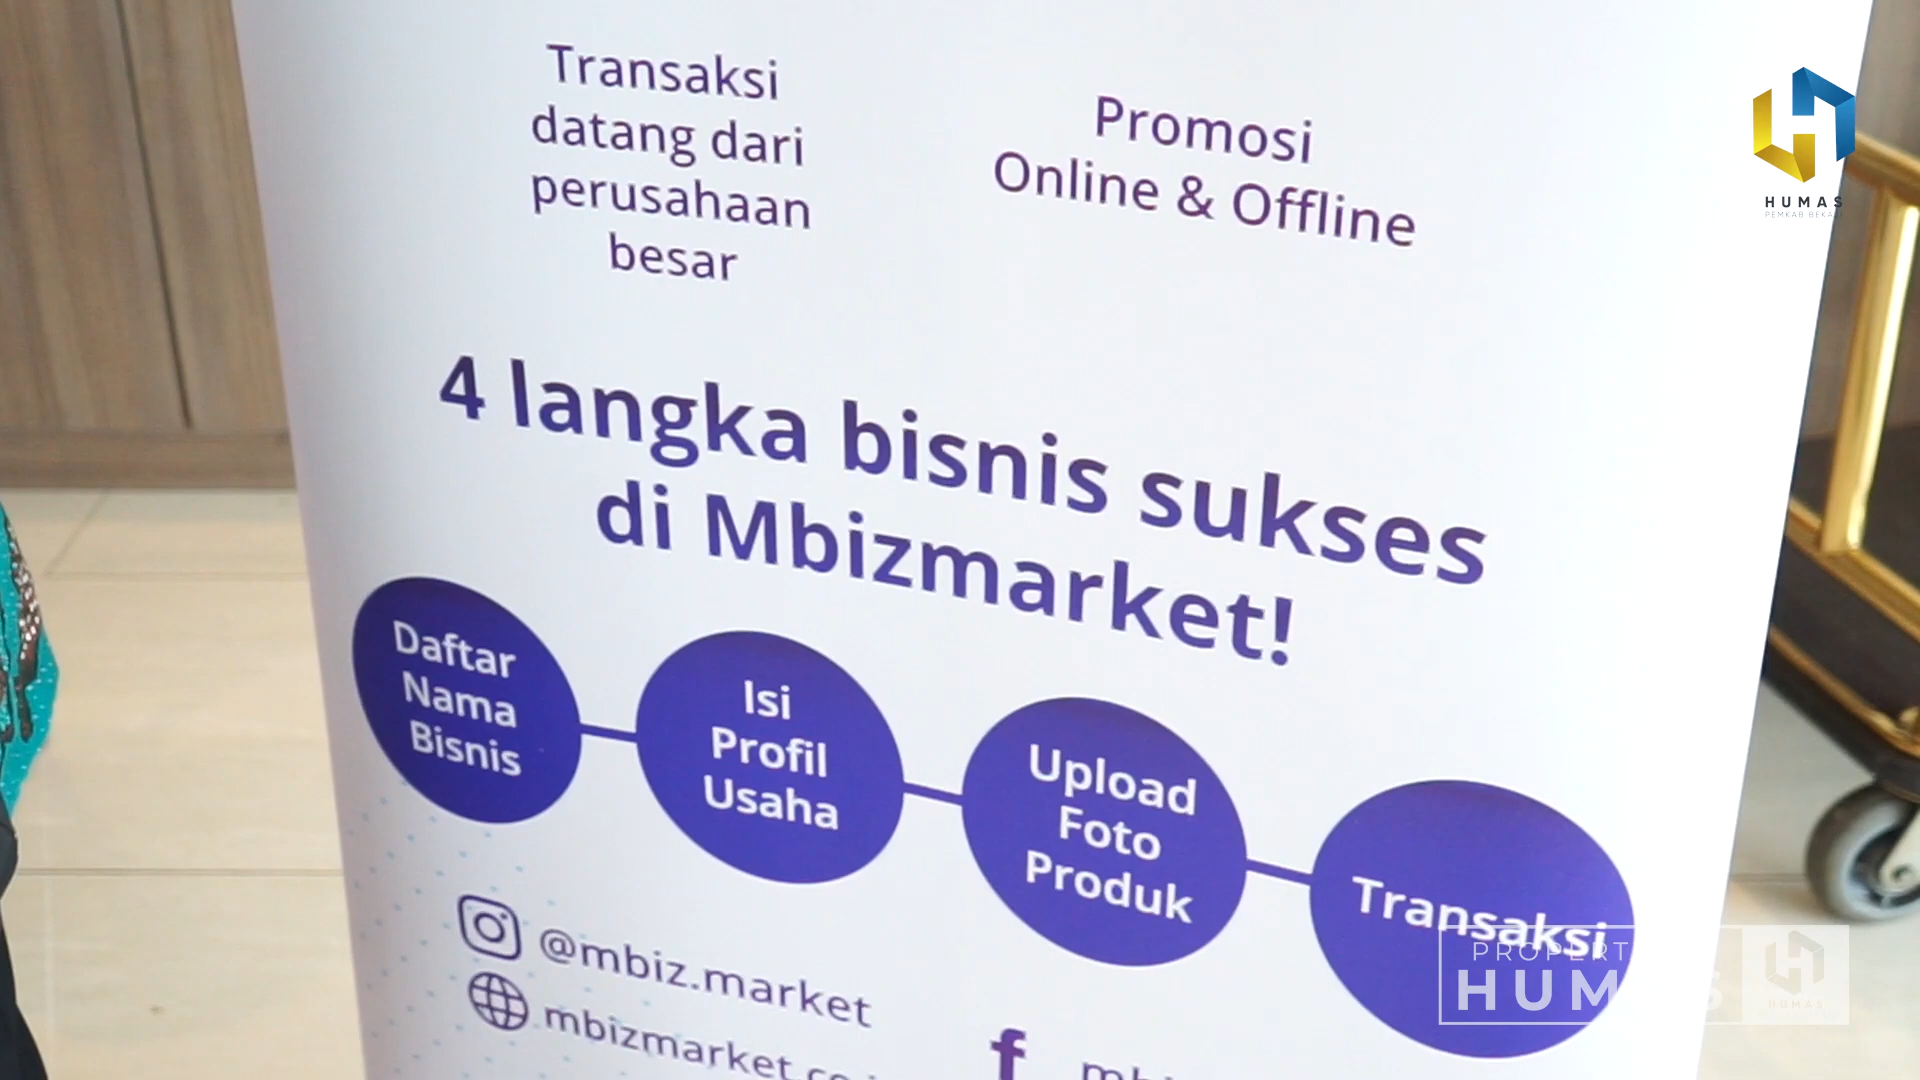 Transaksi
datang dari
perusahaan
besar
Promosi
Online & Offline
HUMAS
4 langka bisnis sukses
di Mbizmarket!
Daftar
Nama
Bisnis
Isi
Profil
Usaha
Upload
Foto
Produk
Transaksi
@mbiz.market
HUMAS